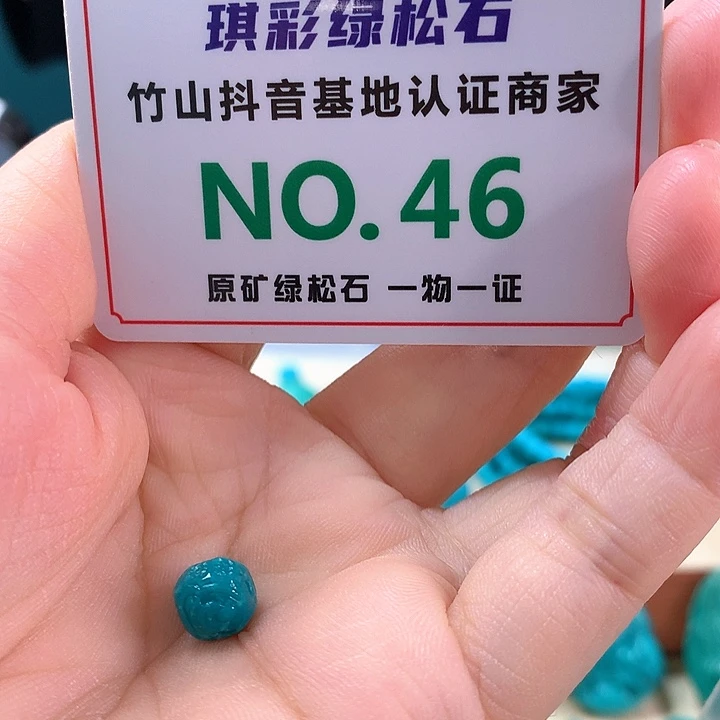 琪彩绿松石
竹山抖音基地认证商家
NO.46
原矿绿松石 一物一证